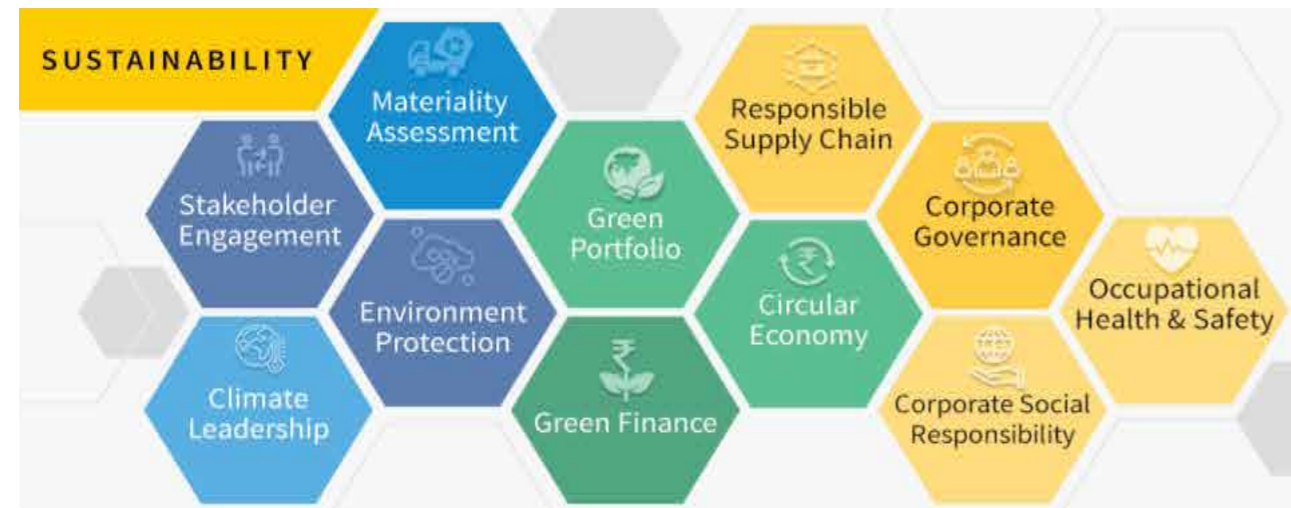 SUSTAINABILITY
Materiality
Assessment
Stakeholder
Engagement
Environment
Protection
Climate
Leadership
Green
Portfolio
Green Finance
Responsible
Supply Chain
Circular
Economy
Corporate
Governance
Corporate Social
Responsibility
Occupational
Health & Safety